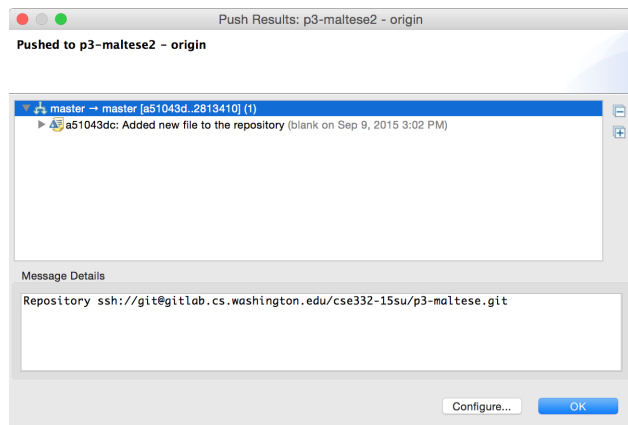 Push Results: p3-maltese2 - origin
Pushed to p3-maltese2 - origin
master → master [a51043d..2813410] (1)
a51043dc: Added new file to the repository (blank on Sep 9, 2015 3:02 PM)
Message Details
Repository ssh://git@gitlab.cs.washington.edu/cse332-15su/p3-maltese.git
Configure... OK